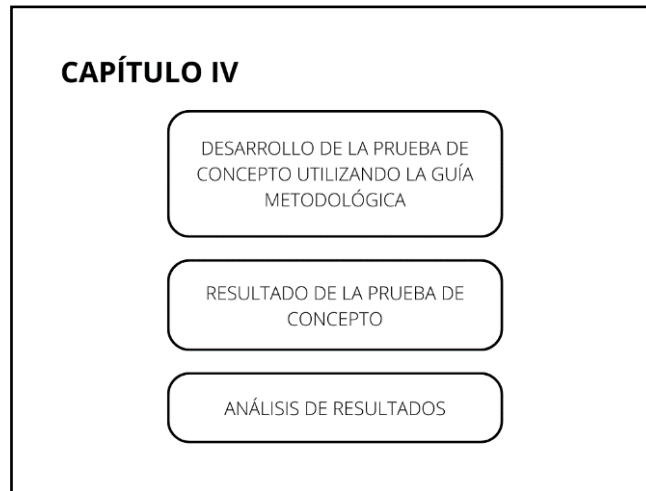 CAPÍTULO IV
DESARROLLO DE LA PRUEBA DE
CONCEPTO UTILIZANDO LA GUÍA
METODOLÓGICA
RESULTADO DE LA PRUEBA DE
CONCEPTO
ANÁLISIS DE RESULTADOS